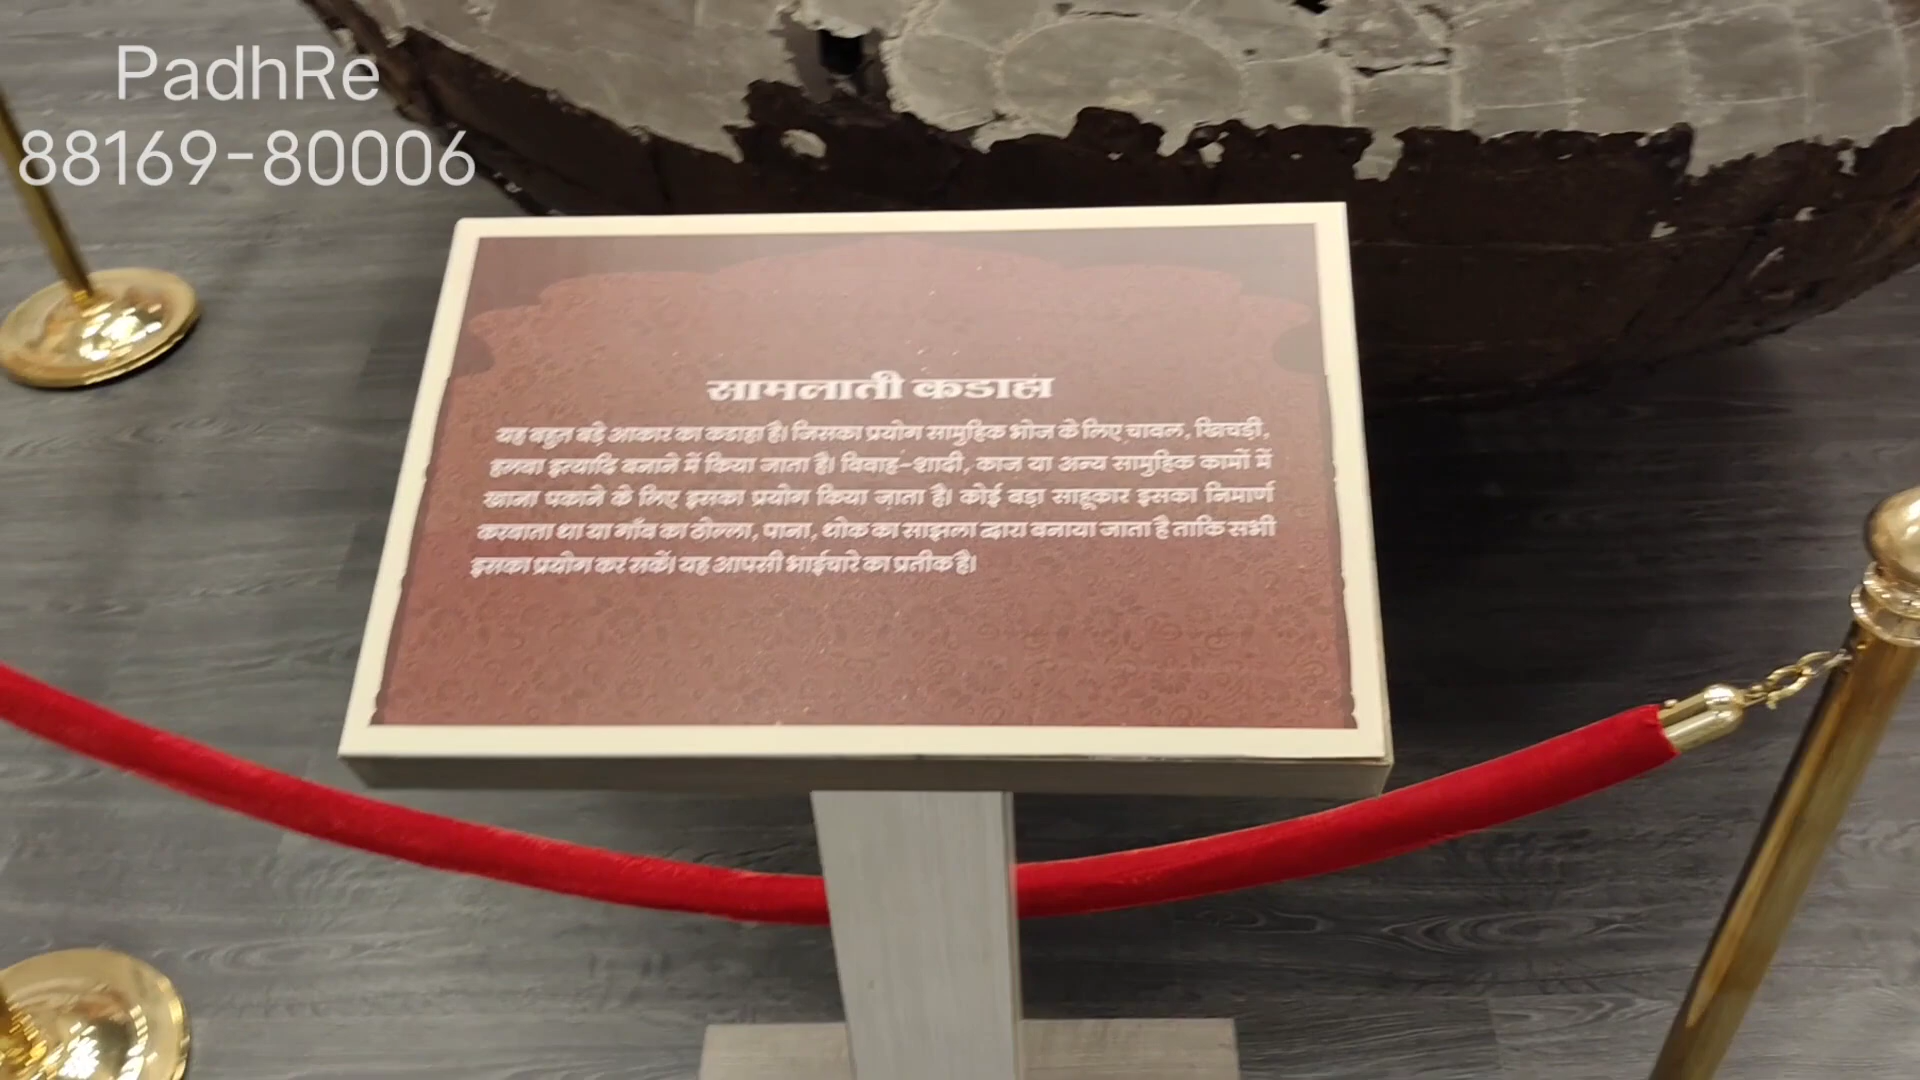 PadhRe
88169-80006
सामलाती कडाहा
यह बहुत बड़े आकार का कडाहा है। जिसका प्रयोग सामुहिक भोज के लिए चावल, खिचड़ी,
हलवा इत्यादि बनाने में किया जाता है। विवाह-शादी, काज या अन्य सामुहिक कामों में
खाना पकाने के लिए इसका प्रयोग किया जाता है। कोई बड़ा साहूकार इसका निमार्ण
करवाता था या गाँव का ठोल्ला, पाना, थोक का साझला द्वारा बनाया जाता है ताकि सभी
इसका प्रयोग कर सकें। यह आपसी भाईचारे का प्रतीक है।